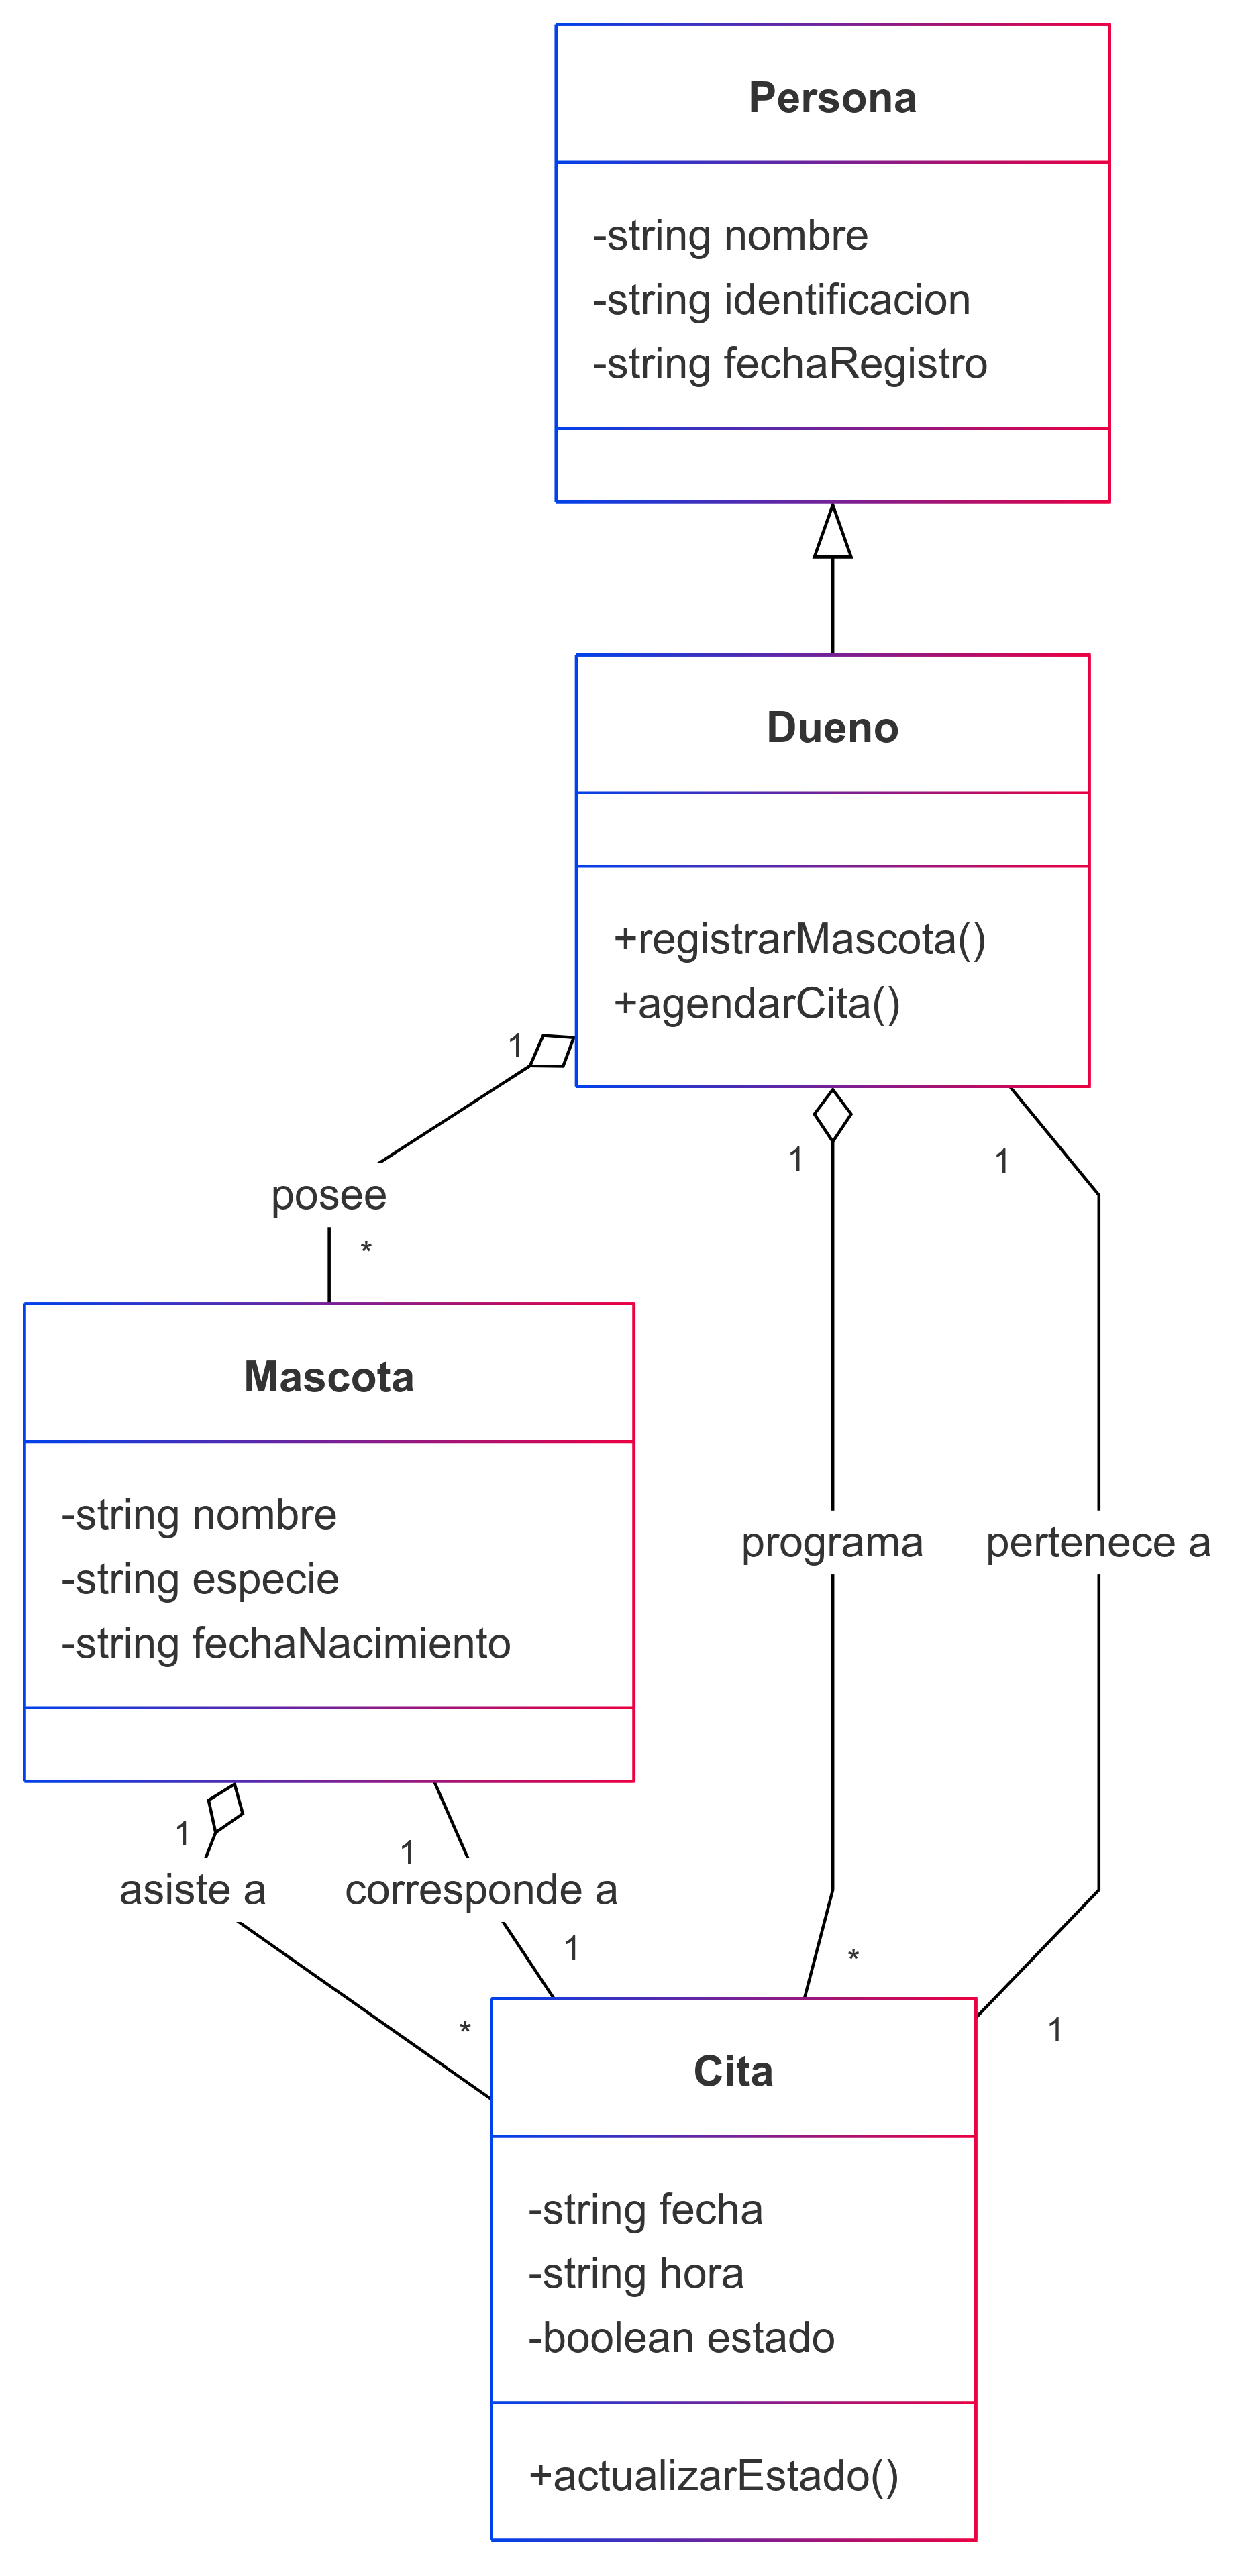 Persona
-string nombre
-string identificacion
-string fechaRegistro
Dueno
+registrarMascota()
+agendarCita()
1
1
1
posee
*
Mascota
-string nombre
-string especie
-string fechaNacimiento
programa
pertenece a
1
1
asiste a
corresponde a
1
*
*
1
Cita
-string fecha
-string hora
-boolean estado
+actualizarEstado()